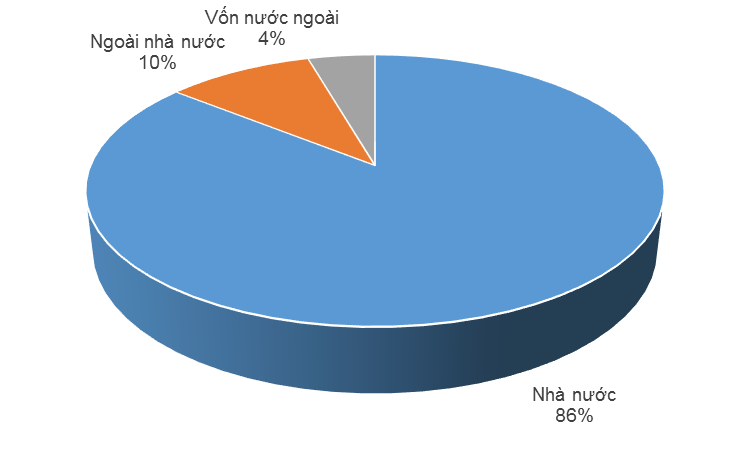 Vốn nước ngoài
4%
Ngoài nhà nước
10%
Nhà nước
86%